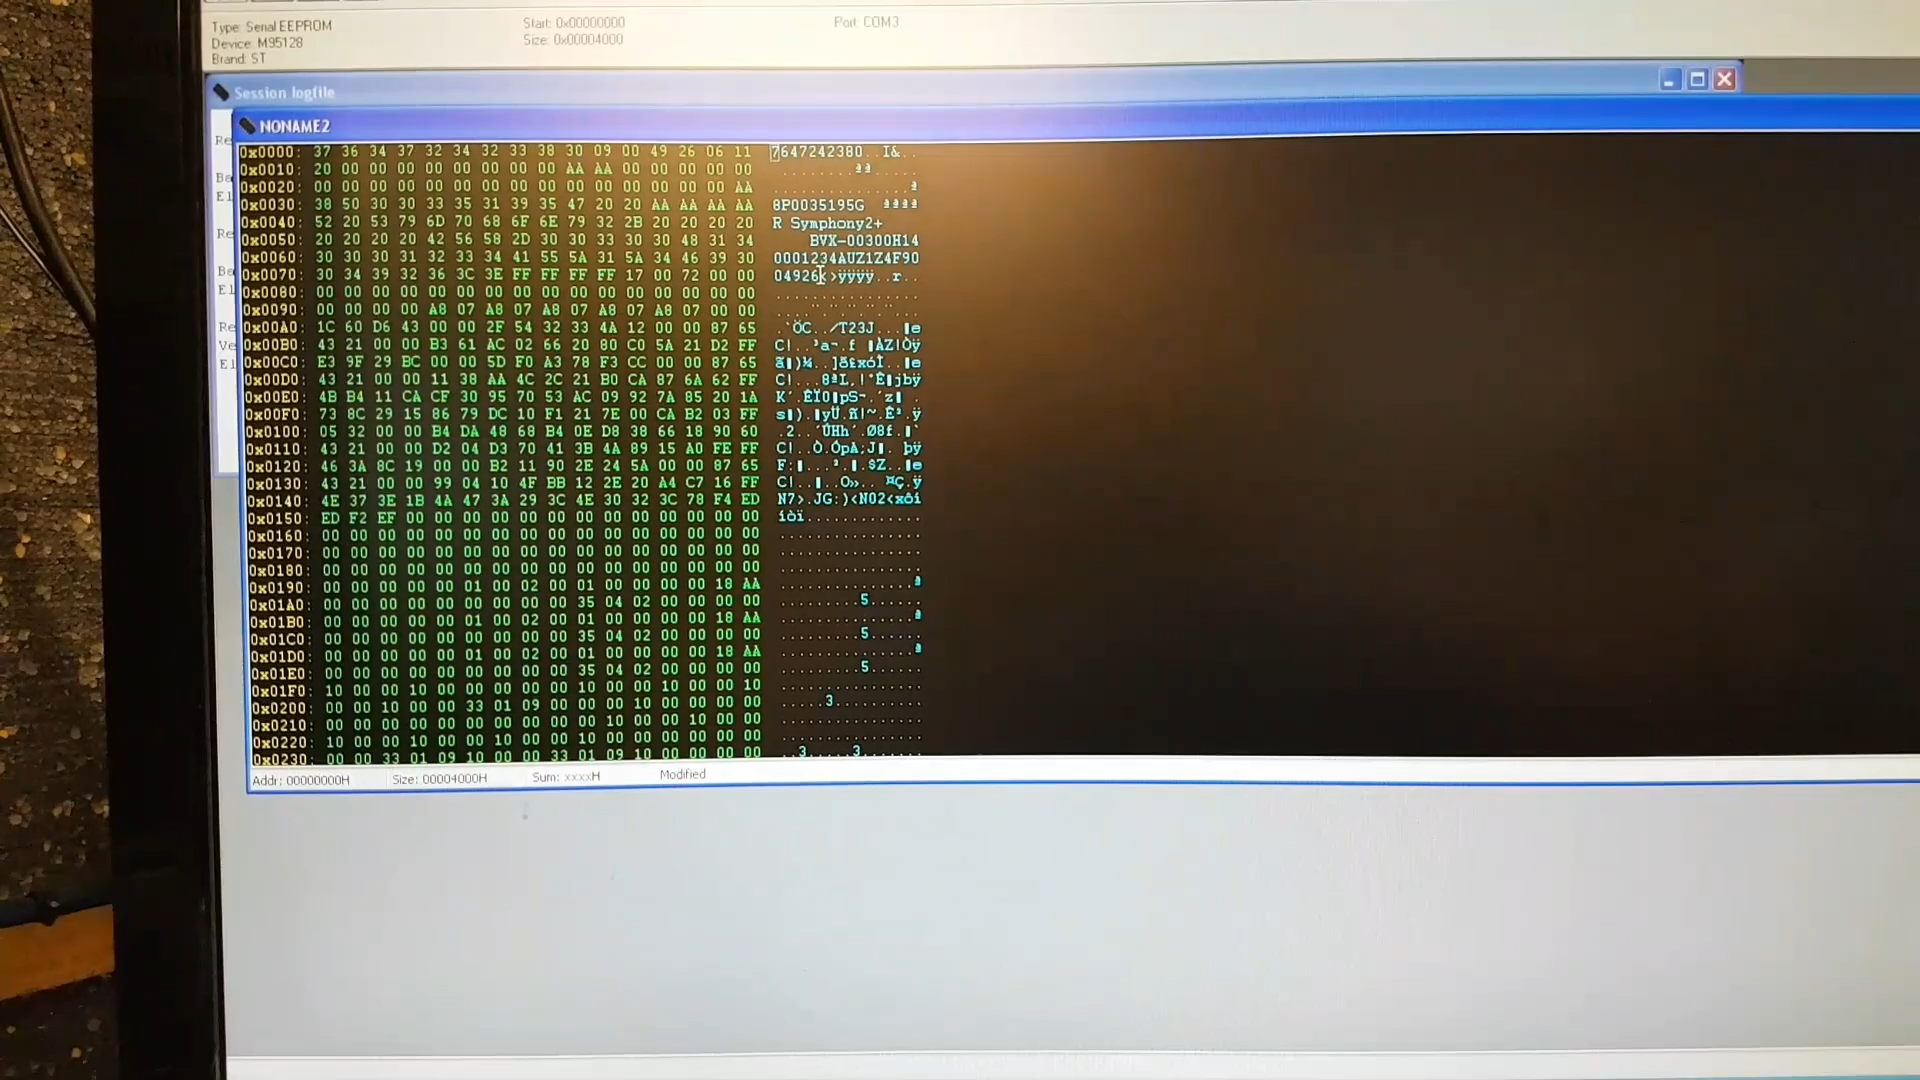 Type: Serial EEPROM
Device: M95128
Brand: ST
Start: 0x00000000
Size: 0x00004000
Port: COM3
Session logfile
NONAME2
0x0000: 37 36 34 37 32 34 32 33 38 30 09 00 49 26 06 11 7647242380..I&..
0x0010: 20 00 00 00 00 00 00 00 00 AA AA 00 00 00 00 00 .........ªª.....
0x0020: 00 00 00 00 00 00 00 00 00 00 00 00 00 00 00 AA ...............ª
0x0030: 38 50 30 30 33 35 31 39 35 47 20 20 AA AA AA AA 8P0035195G  ªªªª
0x0040: 52 20 53 79 6D 70 68 6F 6E 79 32 2B 20 20 20 20 R Symphony2+
0x0050: 20 20 20 20 42 56 58 2D 30 30 33 30 30 48 31 34 BVX-00300H14
0x0060: 30 30 30 31 32 33 34 41 55 5A 31 5A 34 46 39 30 0001234AUZ1Z4F90
0x0070: 30 34 39 32 36 3C 3E FF FF FF FF 17 00 72 00 00 04926<>ÿÿÿÿ..r..
0x0080: 00 00 00 00 00 00 00 00 00 00 00 00 00 00 00 00 ................
0x0090: 00 00 00 00 A8 07 A8 07 A8 07 A8 07 A8 07 00 00
0x00A0: 1C 60 D6 43 00 00 2F 54 32 33 4A 12 00 00 87 65 .`ÖC../T23J...
0x00B0: 43 21 00 00 B3 61 AC 02 66 20 80 C0 5A 21 D2 FF
0x00C0: E3 9F 29 BC 00 00 5D F0 A3 78 F3 CC 00 00 87 65
0x00D0: 43 21 00 00 11 38 AA 4C 2C 21 B0 CA 87 6A 62 FF
0x00E0: 4B B4 11 CA CF 30 95 70 53 AC 09 92 7A 85 20 1A
0x00F0: 73 8C 29 15 86 79 DC 10 F1 21 7E 00 CA B2 03 FF
0x0100: 05 32 00 00 B4 DA 48 68 B4 0E D8 38 66 18 90 60
0x0110: 43 21 00 00 D2 04 D3 70 41 3B 4A 89 15 A0 FE FF
0x0120: 46 3A 8C 19 00 00 B2 11 90 2E 24 5A 00 00 87 65
0x0130: 43 21 00 00 99 04 10 4F BB 12 2E 20 A4 C7 16 FF
0x0140: 4E 37 3E 1B 4A 47 3A 29 3C 4E 30 32 3C 78 F4 ED N7>.JG:)<N02<xôí
0x0150: ED F2 EF 00 00 00 00 00 00 00 00 00 00 00 00 00 íòï.............
0x0160: 00 00 00 00 00 00 00 00 00 00 00 00 00 00 00 00 ................
0x0170: 00 00 00 00 00 00 00 00 00 00 00 00 00 00 00 00 ................
0x0180: 00 00 00 00 00 00 00 00 00 00 00 00 00 00 00 00 ................
0x0190: 00 00 00 00 00 01 00 02 00 01 00 00 00 00 18 AA ...............ª
0x01A0: 00 00 00 00 00 00 00 00 00 35 04 02 00 00 00 00 .........5......
0x01B0: 00 00 00 00 00 01 00 02 00 01 00 00 00 00 18 AA ...............ª
0x01C0: 00 00 00 00 00 00 00 00 00 35 04 02 00 00 00 00 .........5......
0x01D0: 00 00 00 00 00 01 00 02 00 01 00 00 00 00 18 AA ...............ª
0x01E0: 00 00 00 00 00 00 00 00 00 35 04 02 00 00 00 00 .........5......
0x01F0: 10 00 00 10 00 00 00 00 00 10 00 00 10 00 00 10 ................
0x0200: 00 00 10 00 00 33 01 09 00 00 00 10 00 00 00 00 .....3..........
0x0210: 00 00 00 00 00 00 00 00 00 00 10 00 00 10 00 00 ................
0x0220: 10 00 00 10 00 00 10 00 00 10 00 00 00 00 00 00 ................
0x0230: 00 00 33 01 09 10 00 00 33 01 09 10 00 00 00 00 ..3.....3.......
Addr: 00000000H
Size: 00004000H
Sum: xxxxH
Modified